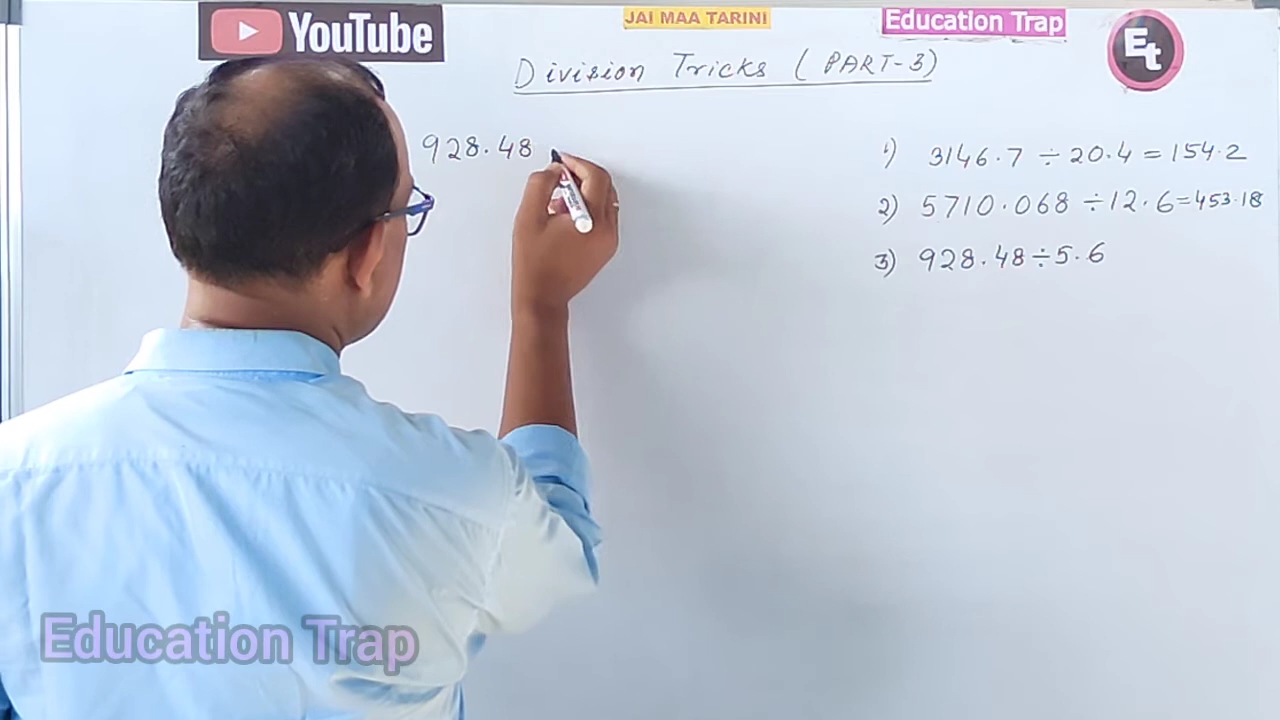 YouTube
JAI MAA TARINI
Education Trap
Et
Division Tricks ( PART-3)
928.48
1) 3146.7 ÷ 20.4 = 154.2
2) 5710.068 ÷ 12.6 = 453.18
3) 928.48 ÷ 5.6
Education Trap